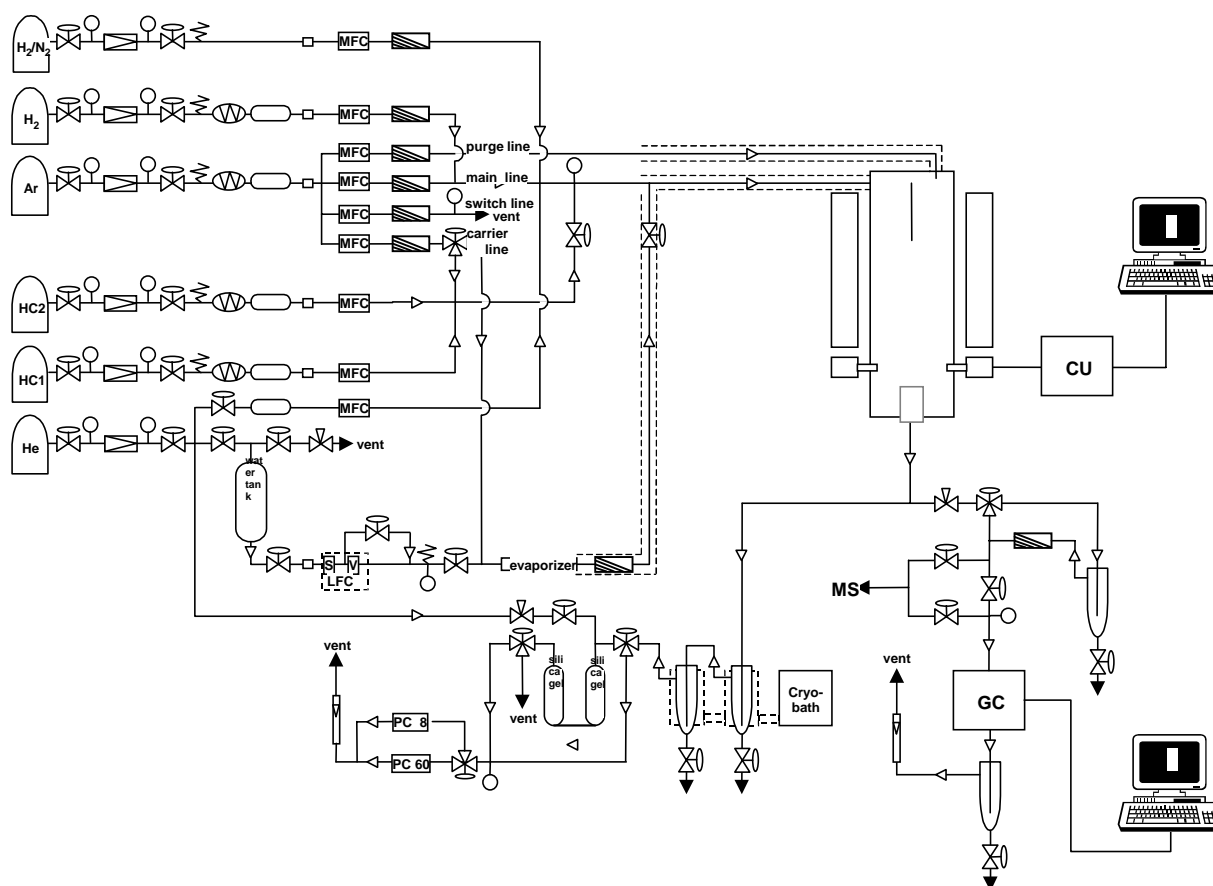 H2/N2
MFC
H2
MFC
MFC
purge line
Ar
MFC
main line
MFC
switch line
vent
MFC
carrier
line
HC2
MFC
HC1
MFC
MFC
He
vent
wat
er
tan
k
CU
S V
LFC
evaporizer
MS
vent
sili
ca
gel
sili
ca
gel
vent
Cryo-
bath
vent
GC
PC 8
PC 60